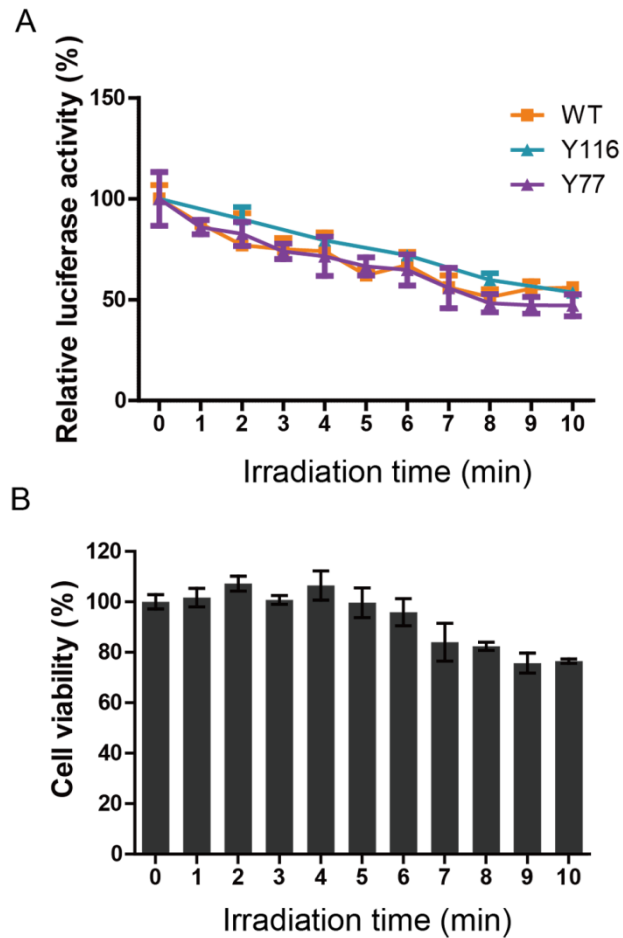 A
Relative luciferase activity (%)
150
100
50
0
WT
Y116
Y77
0 1 2 3 4 5 6 7 8 9 10
Irradiation time (min)
B
Cell viability (%)
120
100
80
60
40
20
0
0 1 2 3 4 5 6 7 8 9 10
Irradiation time (min)